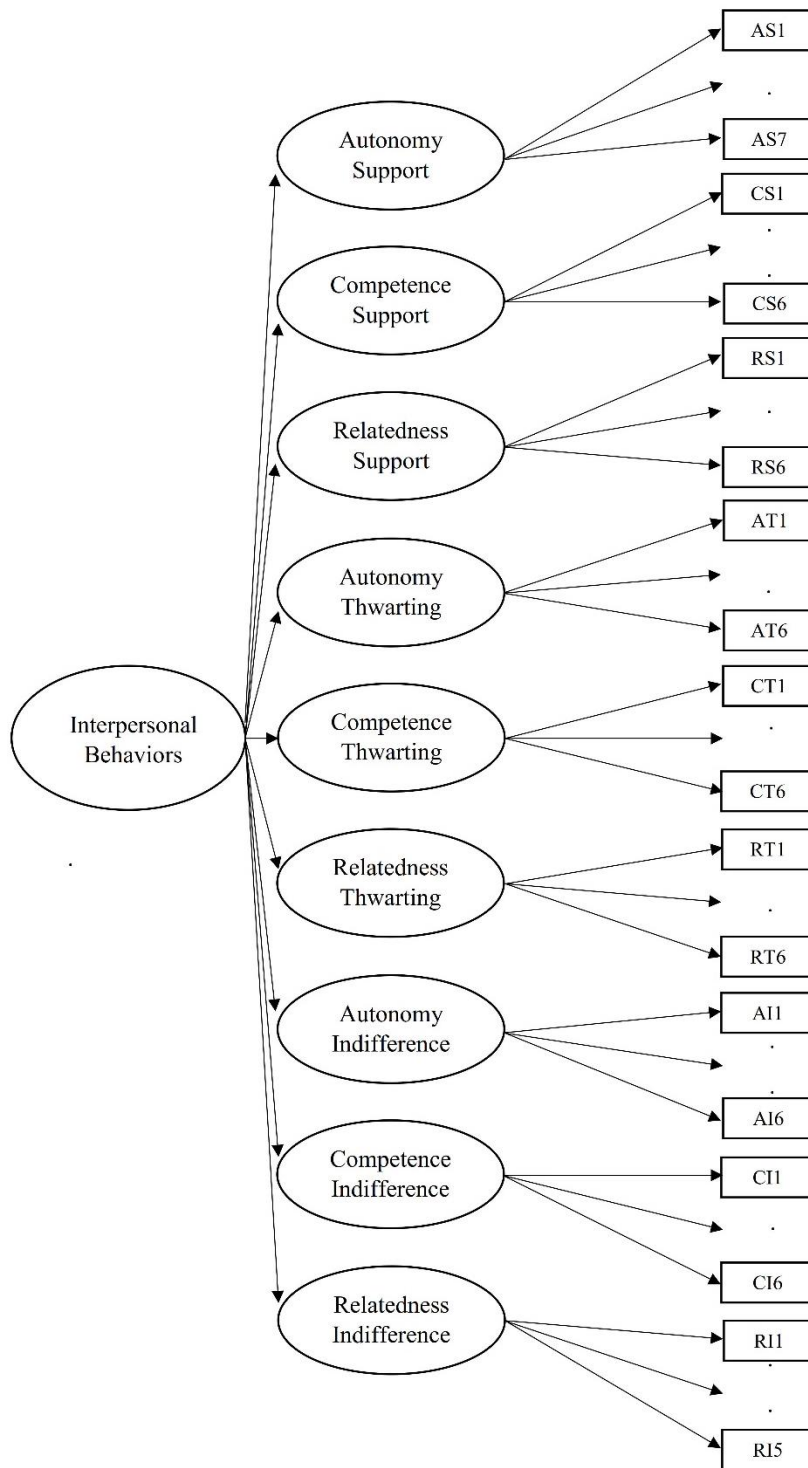 AS1
AS7
Autonomy
Support
CS1
CS6
Competence
Support
RS1
RS6
Relatedness
Support
AT1
AT6
Autonomy
Thwarting
CT1
CT6
Competence
Thwarting
Interpersonal
Behaviors
RT1
RT6
Relatedness
Thwarting
AI1
AI6
Autonomy
Indifference
CI1
CI6
Competence
Indifference
RI1
RI5
Relatedness
Indifference